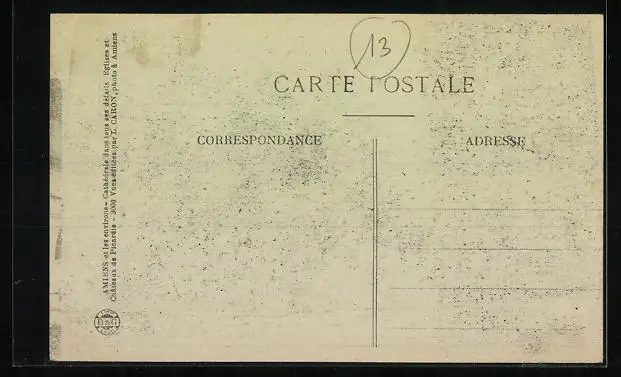 13
CARTE POSTALE
CORRESPONDANCE
ADRESSE
AMIENS et les environs - Cathédrale dans tous ses détails Eglises et
Châteaux de Picardie - 3000 Vues éditées par L. CARON, photo à Amiens
B & G